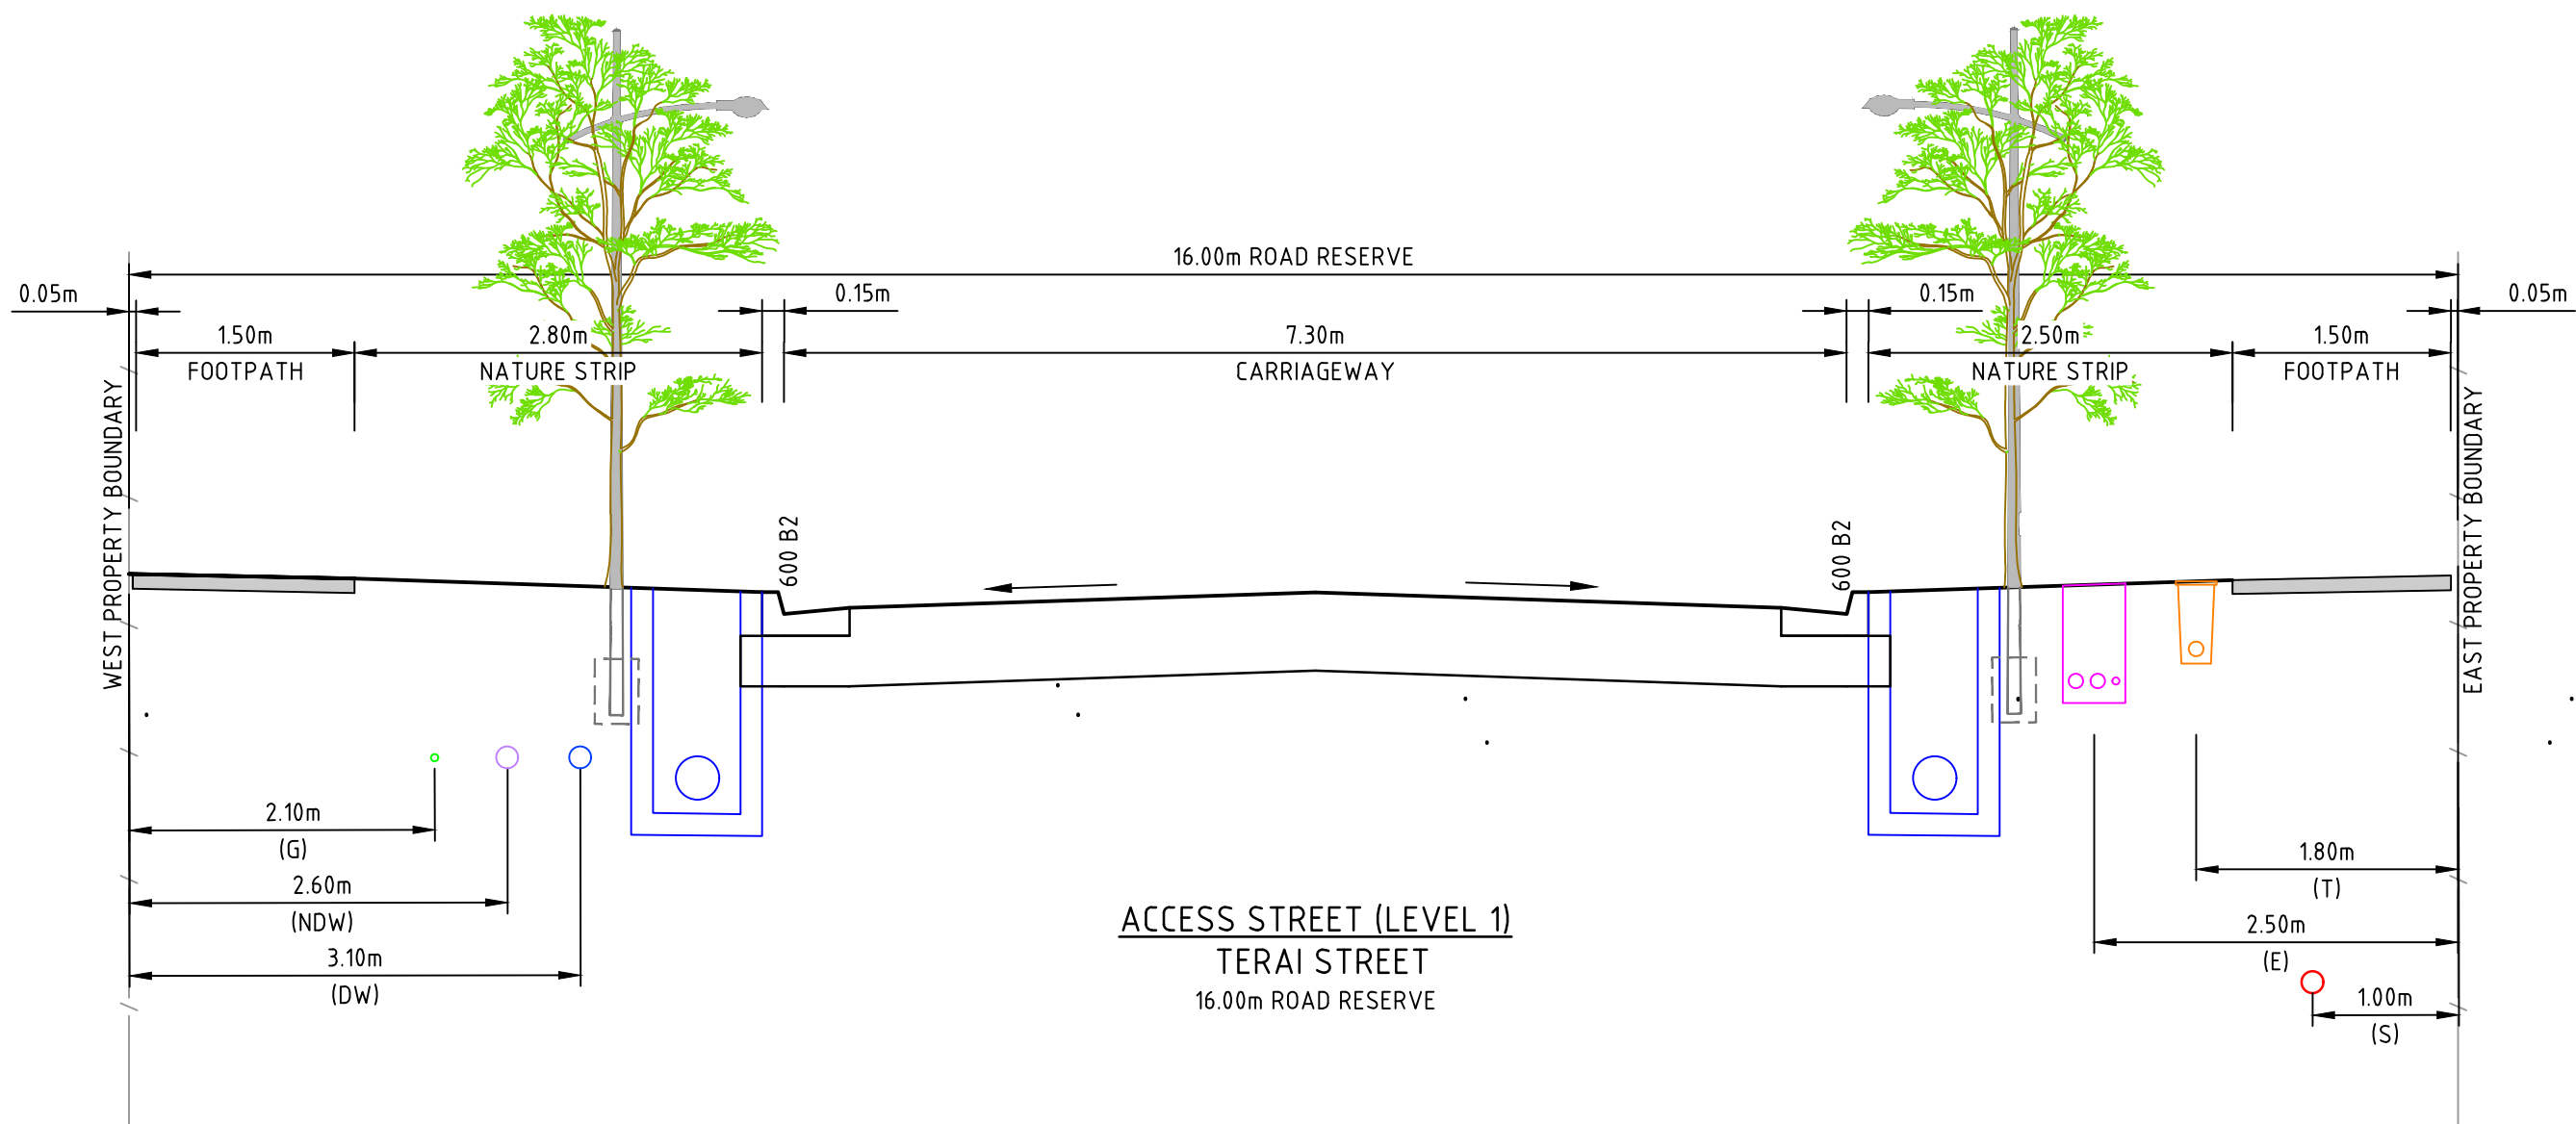 16.00m ROAD RESERVE
0.05m
0.15m
0.15m
0.05m
1.50m
2.80m
7.30m
2.50m
1.50m
FOOTPATH
NATURE STRIP
CARRIAGEWAY
NATURE STRIP
FOOTPATH
WEST PROPERTY BOUNDARY
600 B2
600 B2
EAST PROPERTY BOUNDARY
2.10m
(G)
2.60m
(NDW)
3.10m
(DW)
1.80m
(T)
2.50m
(E)
1.00m
(S)
ACCESS STREET (LEVEL 1)
TERAI STREET
16.00m ROAD RESERVE